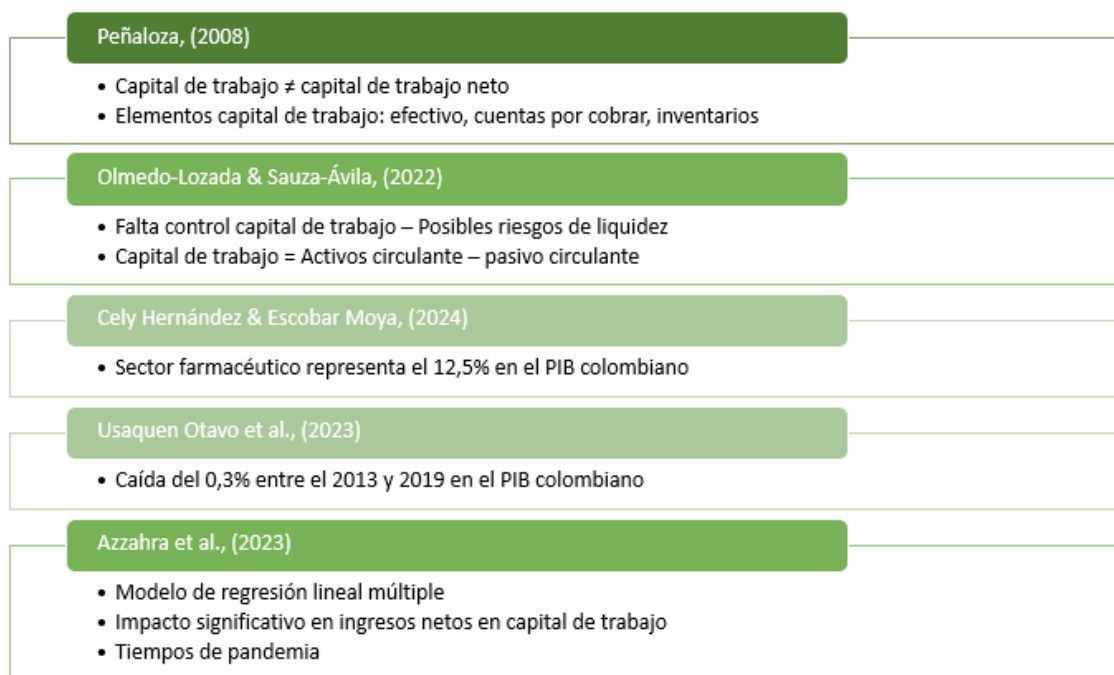 Peñaloza, (2008)
• Capital de trabajo ≠ capital de trabajo neto
• Elementos capital de trabajo: efectivo, cuentas por cobrar, inventarios
Olmedo-Lozada & Sauza-Ávila, (2022)
• Falta control capital de trabajo – Posibles riesgos de liquidez
• Capital de trabajo = Activos circulante – pasivo circulante
Cely Hernández & Escobar Moya, (2024)
• Sector farmacéutico representa el 12,5% en el PIB colombiano
Usaquen Otavo et al., (2023)
• Caída del 0,3% entre el 2013 y 2019 en el PIB colombiano
Azzahra et al., (2023)
• Modelo de regresión lineal múltiple
• Impacto significativo en ingresos netos en capital de trabajo
• Tiempos de pandemia